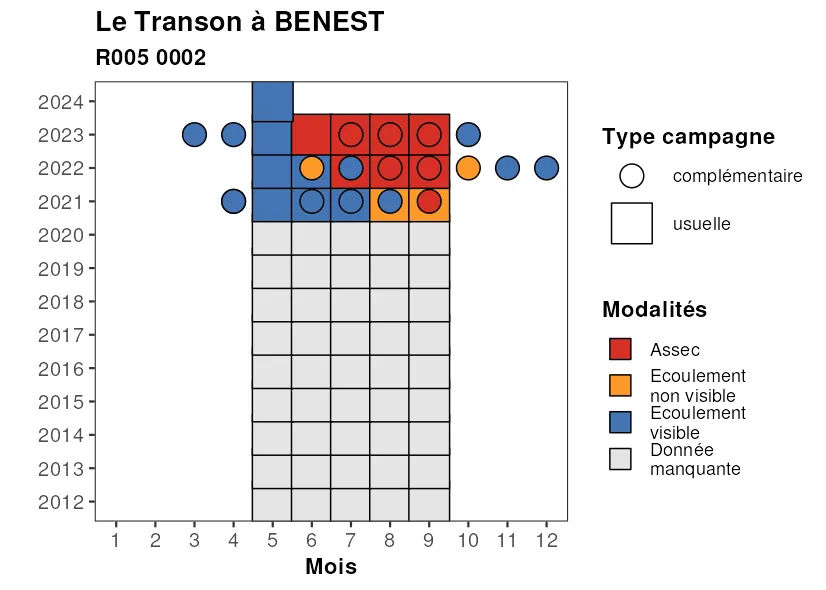 Le Transon à BENEST
R005 0002
2024
2023
2022
2021
2020
2019
2018
2017
2016
2015
2014
2013
2012
1 2 3 4 5 6 7 8 9 10 11 12
Mois
Type campagne
complémentaire
usuelle
Modalités
Assec
Ecoulement
non visible
Ecoulement
visible
Donnée
manquante